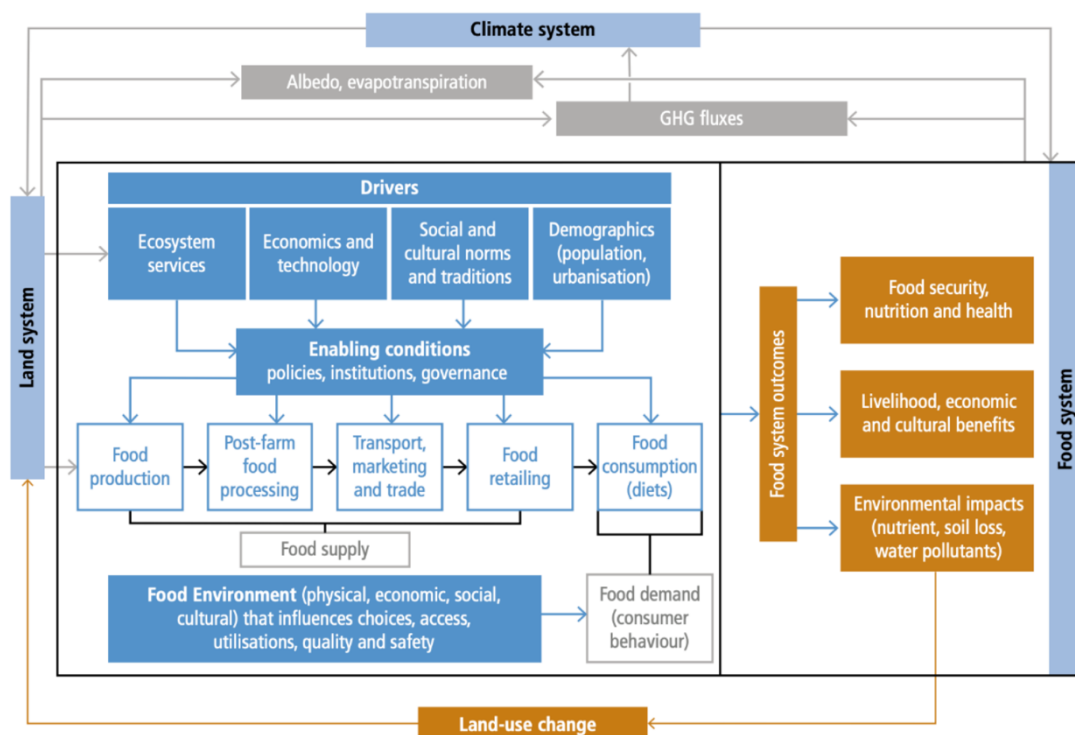 Climate system
Albedo, evapotranspiration
GHG fluxes
Land system
Drivers
Ecosystem
services
Economics and
technology
Social and
cultural norms
and traditions
Demographics
(population,
urbanisation)
Enabling conditions
policies, institutions, governance
Food
production
Post-farm
food
processing
Transport,
marketing
and trade
Food
retailing
Food
consumption
(diets)
Food supply
Food Environment (physical, economic, social,
cultural) that influences choices, access,
utilisations, quality and safety
Food demand
(consumer
behaviour)
Food system outcomes
Food security,
nutrition and health
Livelihood, economic
and cultural benefits
Environmental impacts
(nutrient, soil loss,
water pollutants)
Food system
Land-use change